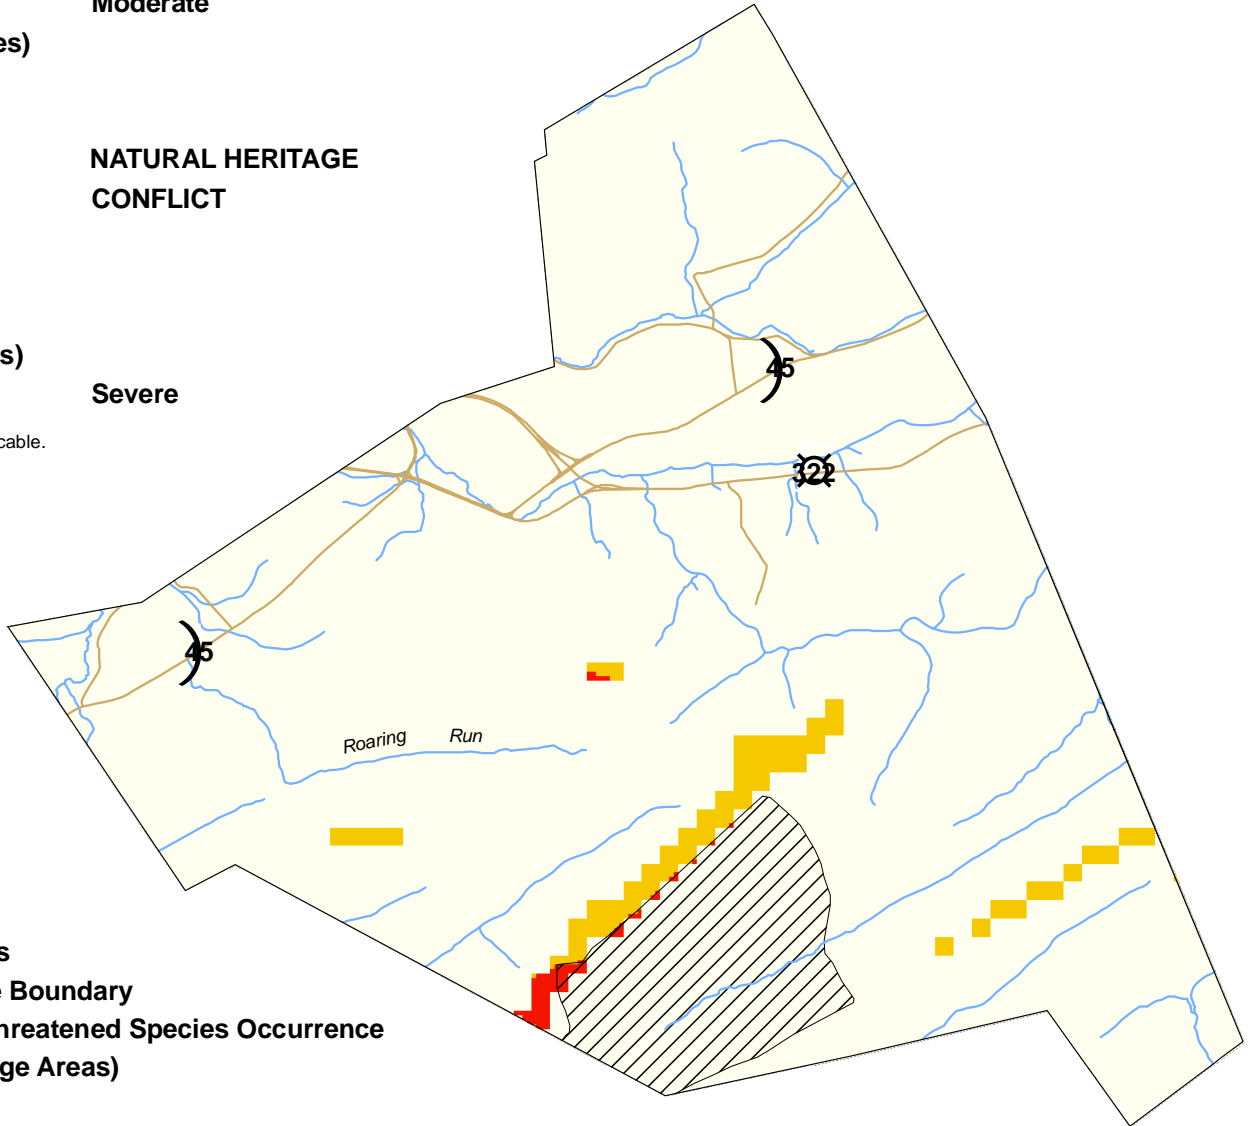 Moderate
es)
NATURAL HERITAGE
CONFLICT
s)
45
Severe
cable.
322
45
Roaring Run
s
e Boundary
hreatened Species Occurrence
ge Areas)